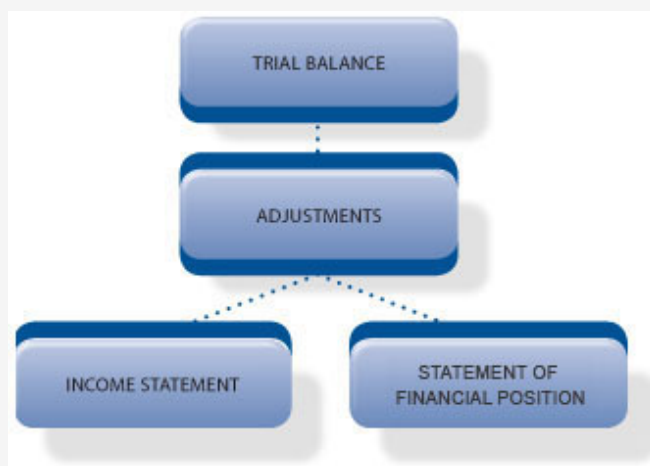 TRIAL BALANCE
ADJUSTMENTS
INCOME STATEMENT
STATEMENT OF
FINANCIAL POSITION